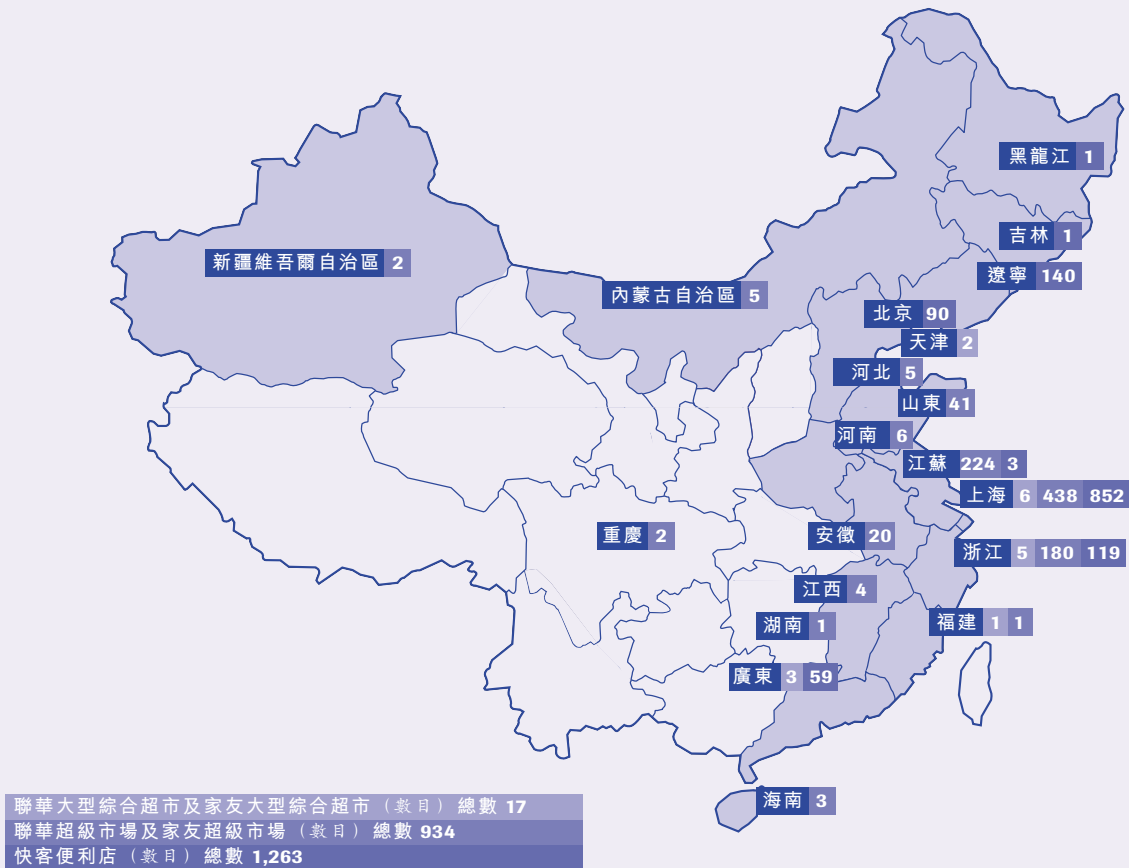 黑龍江 1
吉林 1
新疆維吾爾自治區 2
遼寧 140
內蒙古自治區 5
北京 90
天津 2
河北 5
山東 41
河南 6
江蘇 224 3
上海 6 438 852
重慶 2
安徽 20
浙江 5 180 119
江西 4
湖南 1
福建 1 1
廣東 3 59
海南 3
聯華大型綜合超市及家友大型綜合超市（數目）總數 17
聯華超級市場及家友超級市場（數目）總數 934
快客便利店（數目）總數 1,263